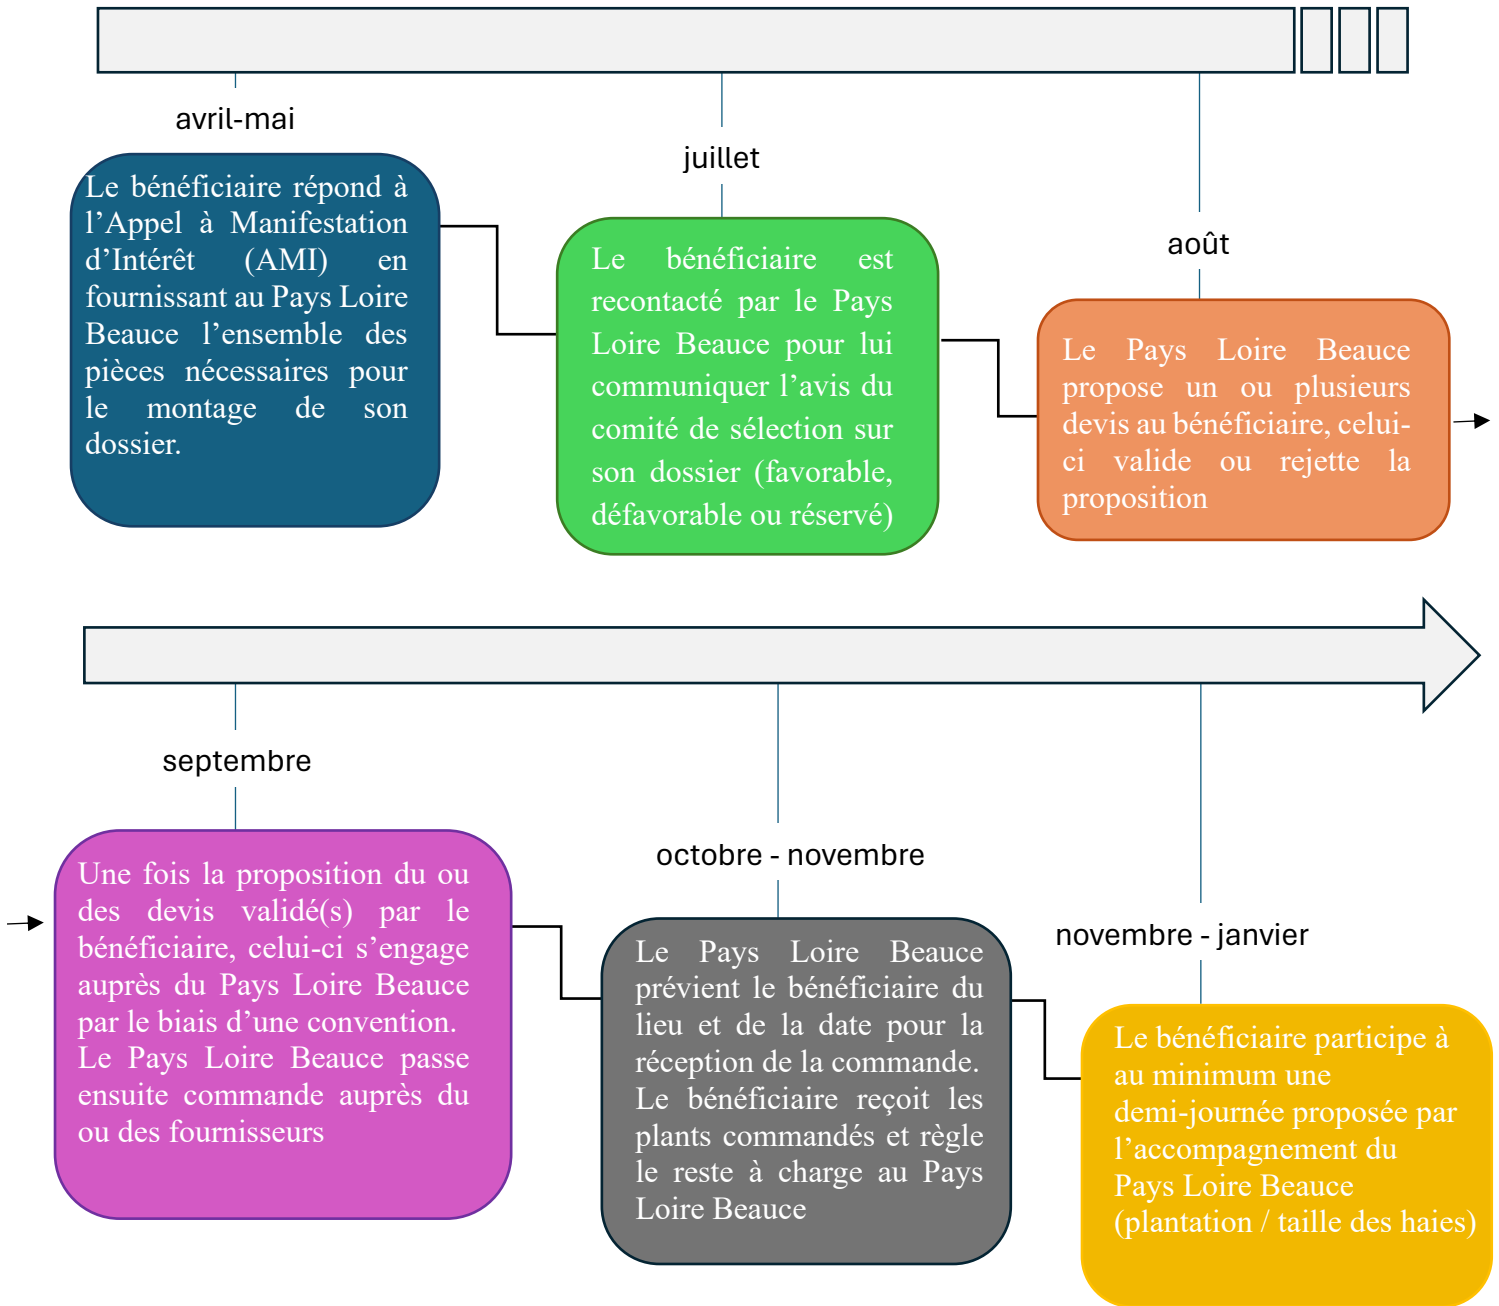 avril-mai
Le bénéficiaire répond à
l’Appel à Manifestation
d’Intérêt (AMI) en
fournissant au Pays Loire
Beauce l’ensemble des
pièces nécessaires pour
le montage de son
dossier.
juillet
Le bénéficiaire est
recontacté par le Pays
Loire Beauce pour lui
communiquer l’avis du
comité de sélection sur
son dossier (favorable,
défavorable ou réservé)
août
Le Pays Loire Beauce
propose un ou plusieurs
devis au bénéficiaire, celui-
ci valide ou rejette la
proposition
septembre
Une fois la proposition du ou
des devis validé(s) par le
bénéficiaire, celui-ci s’engage
auprès du Pays Loire Beauce
par le biais d’une convention.
Le Pays Loire Beauce passe
ensuite commande auprès du
ou des fournisseurs
octobre - novembre
Le Pays Loire Beauce
prévient le bénéficiaire du
lieu et de la date pour la
réception de la commande.
Le bénéficiaire reçoit les
plants commandés et règle
le reste à charge au Pays
Loire Beauce
novembre - janvier
Le bénéficiaire participe à
au minimum une
demi-journée proposée par
l’accompagnement du
Pays Loire Beauce
(plantation / taille des haies)